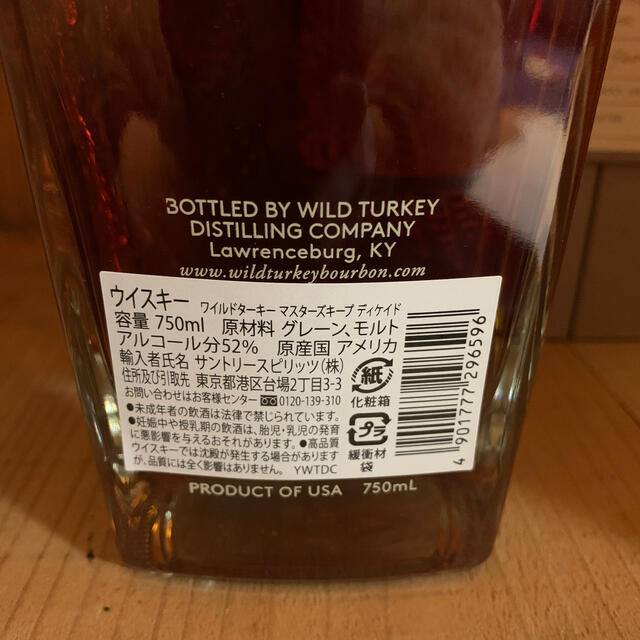 BOTTLED BY WILD TURKEY
DISTILLING COMPANY
Lawrenceburg, KY
www.wildturkeybourbon.com
ウイスキー ワイルドターキー マスターズキープ ディケイド
容量 750ml 原材料 グレーン、モルト
アルコール分52% 原産国 アメリカ
輸入者氏名 サントリースピリッツ(株)
住所及び引取先 東京都港区台場2丁目3-3
お問い合わせはお客様センター 0120-139-310
●未成年者の飲酒は法律で禁じられています。
●妊娠中や授乳期の飲酒は、胎児・乳児の発育
に悪影響を与えるおそれがあります。●高品質
ウイスキーでは沈殿が発生する場合があります
が、品質には全く影響はありません。 YWTDC
紙
化粧箱
プラ
緩衝材
袋
4 901777 296596
PRODUCT OF USA 750mL